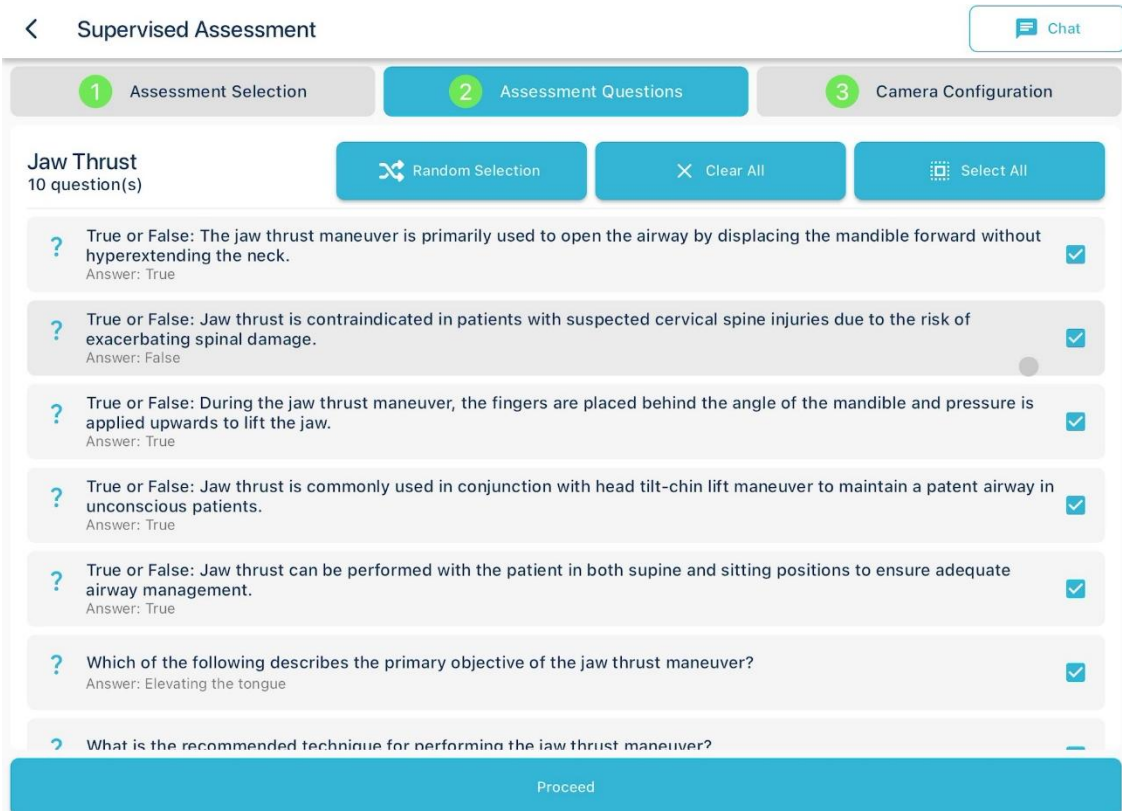 Supervised Assessment
Chat
1 Assessment Selection
2 Assessment Questions
3 Camera Configuration
Jaw Thrust
10 question(s)
Random Selection
Clear All
Select All
? True or False: The jaw thrust maneuver is primarily used to open the airway by displacing the mandible forward without
hyperextending the neck.
Answer: True
? True or False: Jaw thrust is contraindicated in patients with suspected cervical spine injuries due to the risk of
exacerbating spinal damage.
Answer: False
? True or False: During the jaw thrust maneuver, the fingers are placed behind the angle of the mandible and pressure is
applied upwards to lift the jaw.
Answer: True
? True or False: Jaw thrust is commonly used in conjunction with head tilt-chin lift maneuver to maintain a patent airway in
unconscious patients.
Answer: True
? True or False: Jaw thrust can be performed with the patient in both supine and sitting positions to ensure adequate
airway management.
Answer: True
? Which of the following describes the primary objective of the jaw thrust maneuver?
Answer: Elevating the tongue
? What is the recommended technique for performing the jaw thrust maneuver?
Proceed